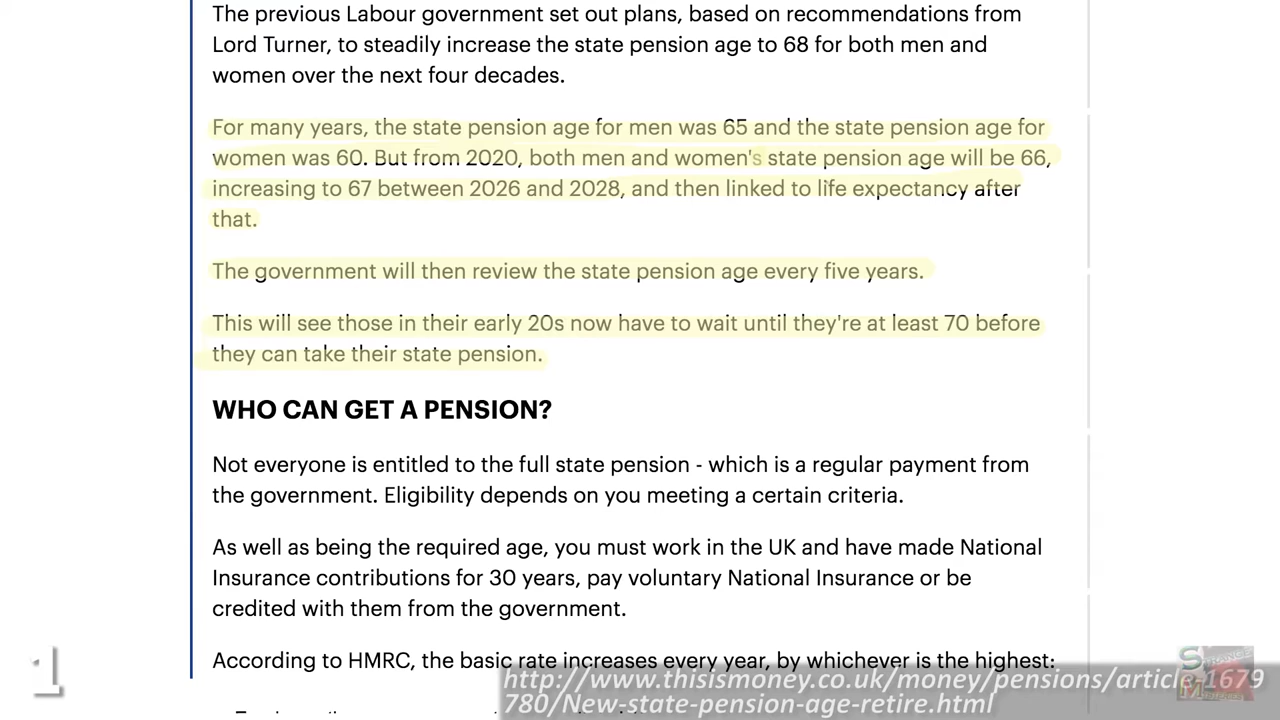 The previous Labour government set out plans, based on recommendations from
Lord Turner, to steadily increase the state pension age to 68 for both men and
women over the next four decades.
For many years, the state pension age for men was 65 and the state pension age for
women was 60. But from 2020, both men and women's state pension age will be 66,
increasing to 67 between 2026 and 2028, and then linked to life expectancy after
that.
The government will then review the state pension age every five years.
This will see those in their early 20s now have to wait until they're at least 70 before
they can take their state pension.
WHO CAN GET A PENSION?
Not everyone is entitled to the full state pension - which is a regular payment from
the government. Eligibility depends on you meeting a certain criteria.
As well as being the required age, you must work in the UK and have made National
Insurance contributions for 30 years, pay voluntary National Insurance or be
credited with them from the government.
According to HMRC, the basic rate increases every year, by whichever is the highest:
1
http://www.thisismoney.co.uk/money/pensions/article-1679
780/New-state-pension-age-retire.html